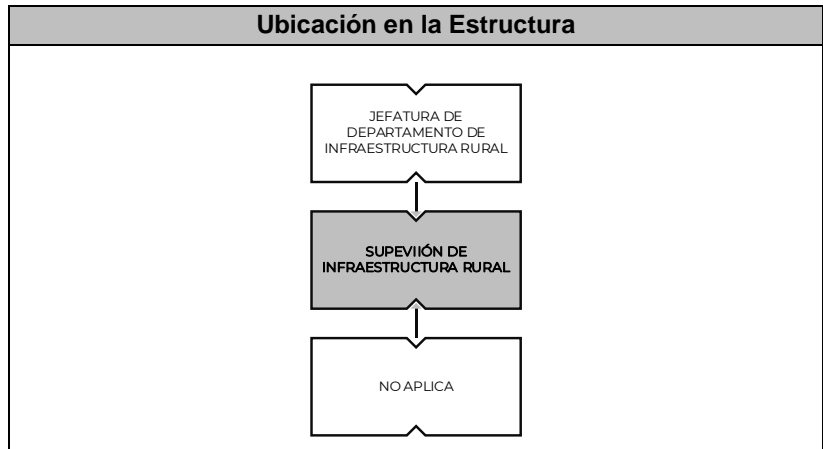 Ubicación en la Estructura
JEFATURA DE
DEPARTAMENTO DE
INFRAESTRUCTURA RURAL
SUPEVIIÓN DE
INFRAESTRUCTURA RURAL
NO APLICA